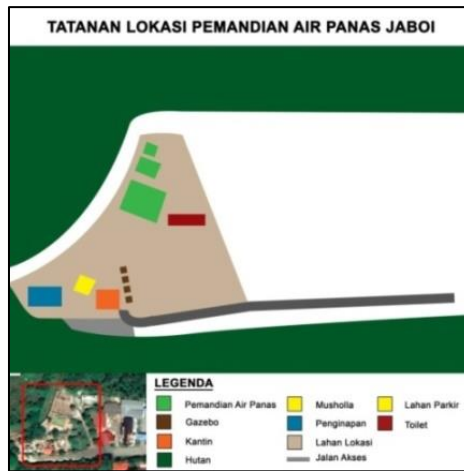 TATANAN LOKASI PEMANDIAN AIR PANAS JABOI
LEGENDA
Pemandian Air Panas
Musholla
Lahan Parkir
Gazebo
Penginapan
Toilet
Kantin
Lahan Lokasi
Hutan
Jalan Akses